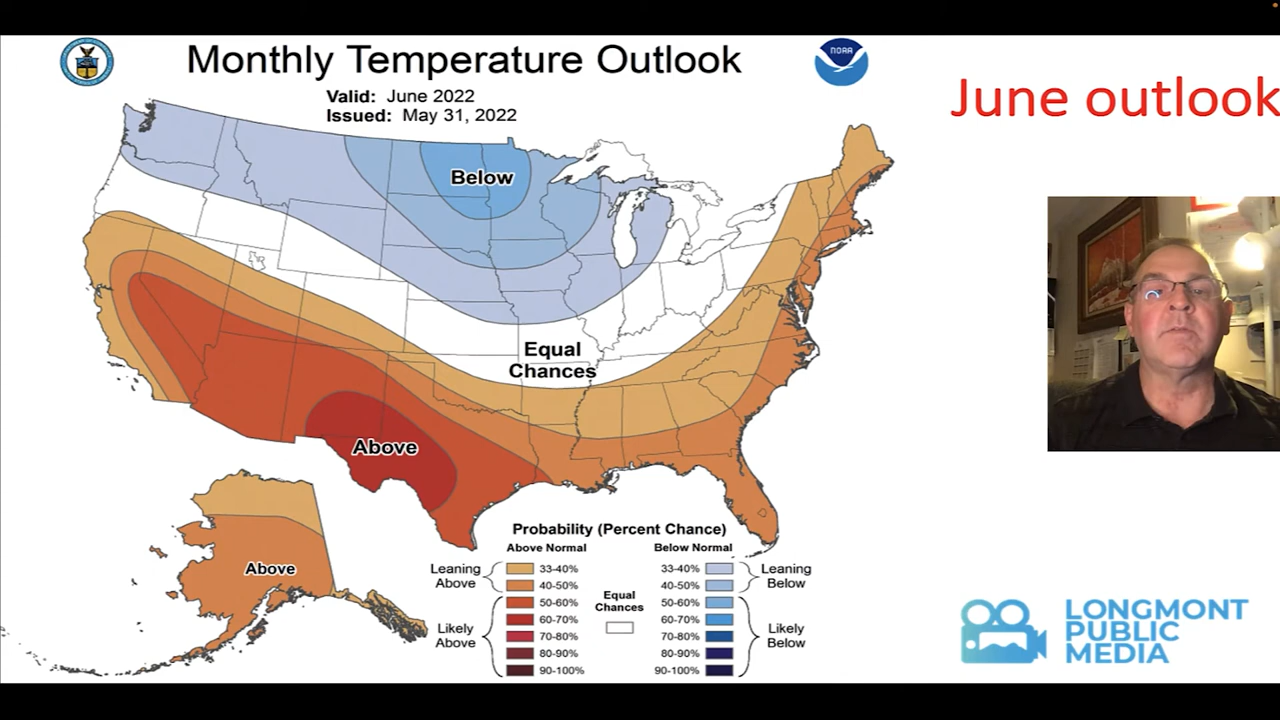 Monthly Temperature Outlook
NOAA
Valid: June 2022
Issued: May 31, 2022
June outlook
Below
Equal
Chances
Above
Above
Probability (Percent Chance)
Above Normal
Below Normal
Leaning
Above
33-40%
40-50%
Likely
Above
50-60%
60-70%
70-80%
80-90%
90-100%
Equal
Chances
33-40%
40-50%
Leaning
Below
50-60%
60-70%
70-80%
80-90%
90-100%
Likely
Below
LONGMONT
PUBLIC
MEDIA